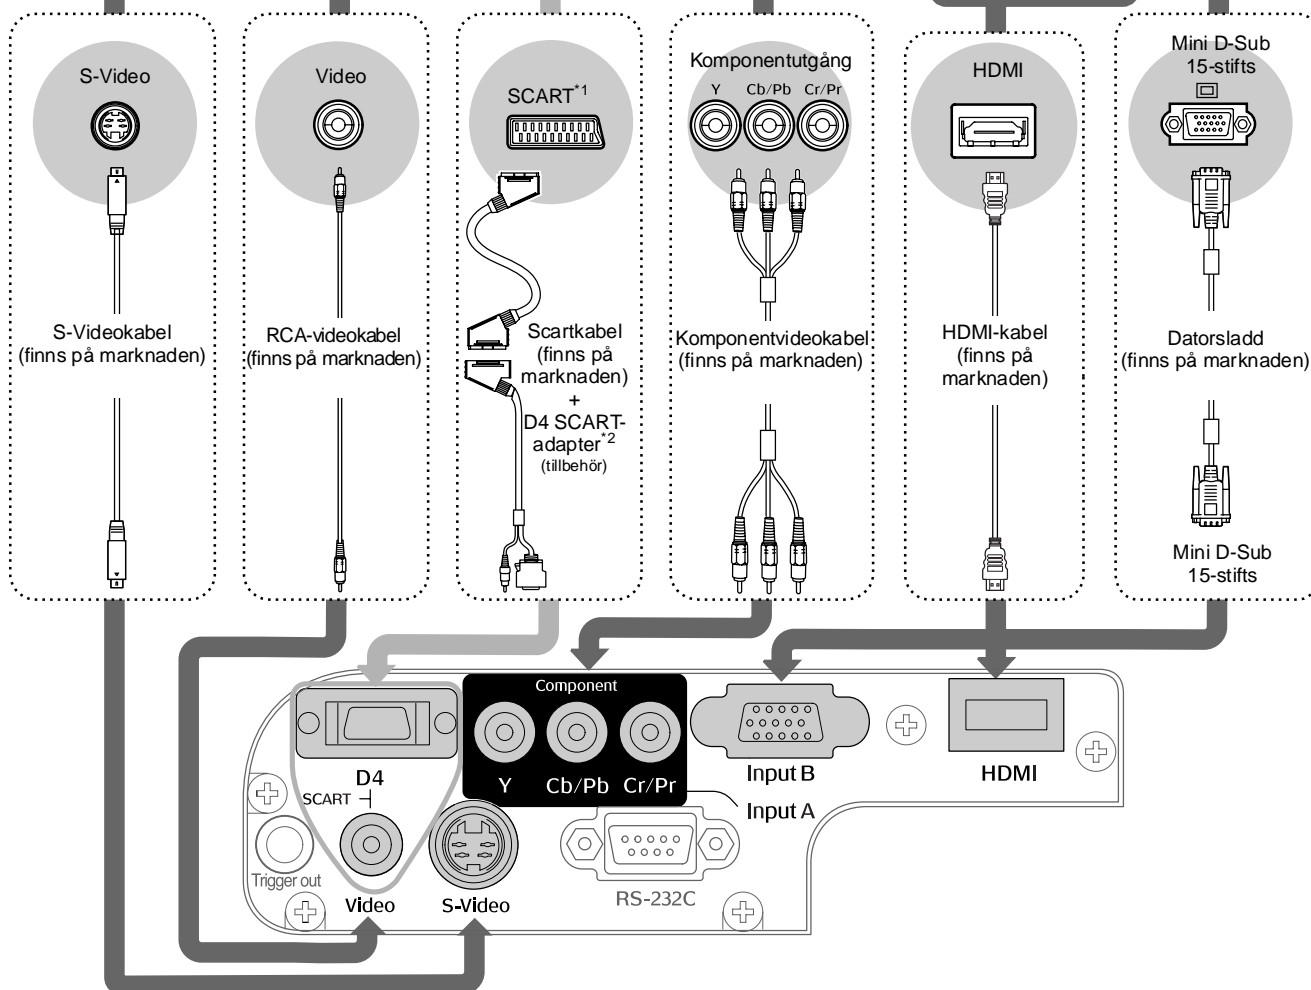 S-Video
Video
SCART*1
Komponentutgång
Y Cb/Pb Cr/Pr
HDMI
Mini D-Sub
15-stifts
S-Videokabel
(finns på marknaden)
RCA-videokabel
(finns på marknaden)
Scartkabel
(finns på
marknaden)
+
D4 SCART-
adapter*2
(tillbehör)
Komponentvideokabel
(finns på marknaden)
HDMI-kabel
(finns på
marknaden)
Datorsladd
(finns på marknaden)
Mini D-Sub
15-stifts
Component
Y Cb/Pb Cr/Pr
Input B
Input A
HDMI
D4
SCART
Trigger out
Video
S-Video
RS-232C